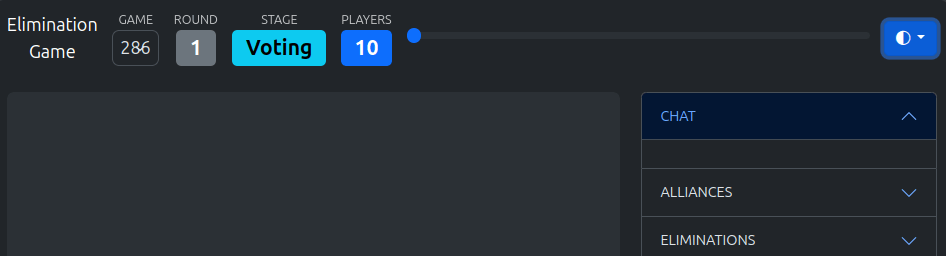 Elimination
Game
GAME
286
ROUND
1
STAGE
Voting
PLAYERS
10
CHAT
ALLIANCES
ELIMINATIONS